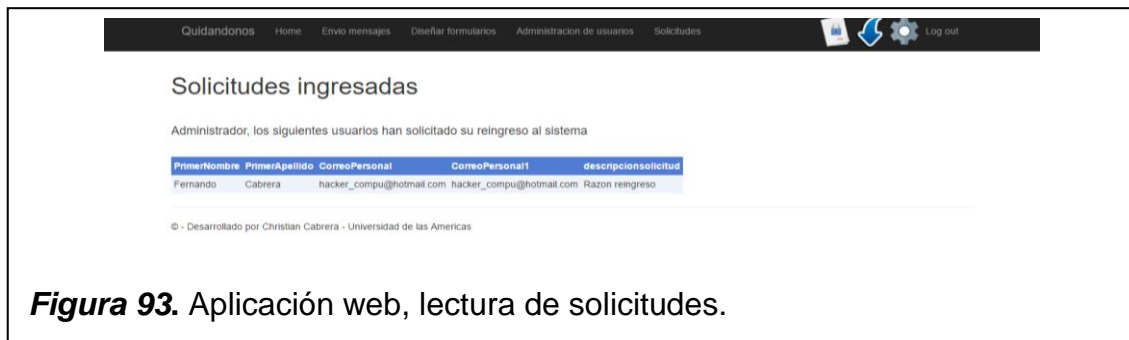 Quidandonos Home Envio mensajes Diseñar formularios Administracion de usuarios Solicitudes Log out
Solicitudes ingresadas
Administrador, los siguientes usuarios han solicitado su reingreso al sistema
PrimerNombre PrimerApellido CorreoPersonal CorreoPersonal1 descripcionsolicitud
Fernando Cabrera hacker_compu@hotmail.com hacker_compu@hotmail.com Razon reingreso
© - Desarrollado por Christian Cabrera - Universidad de las Americas
Figura 93. Aplicación web, lectura de solicitudes.